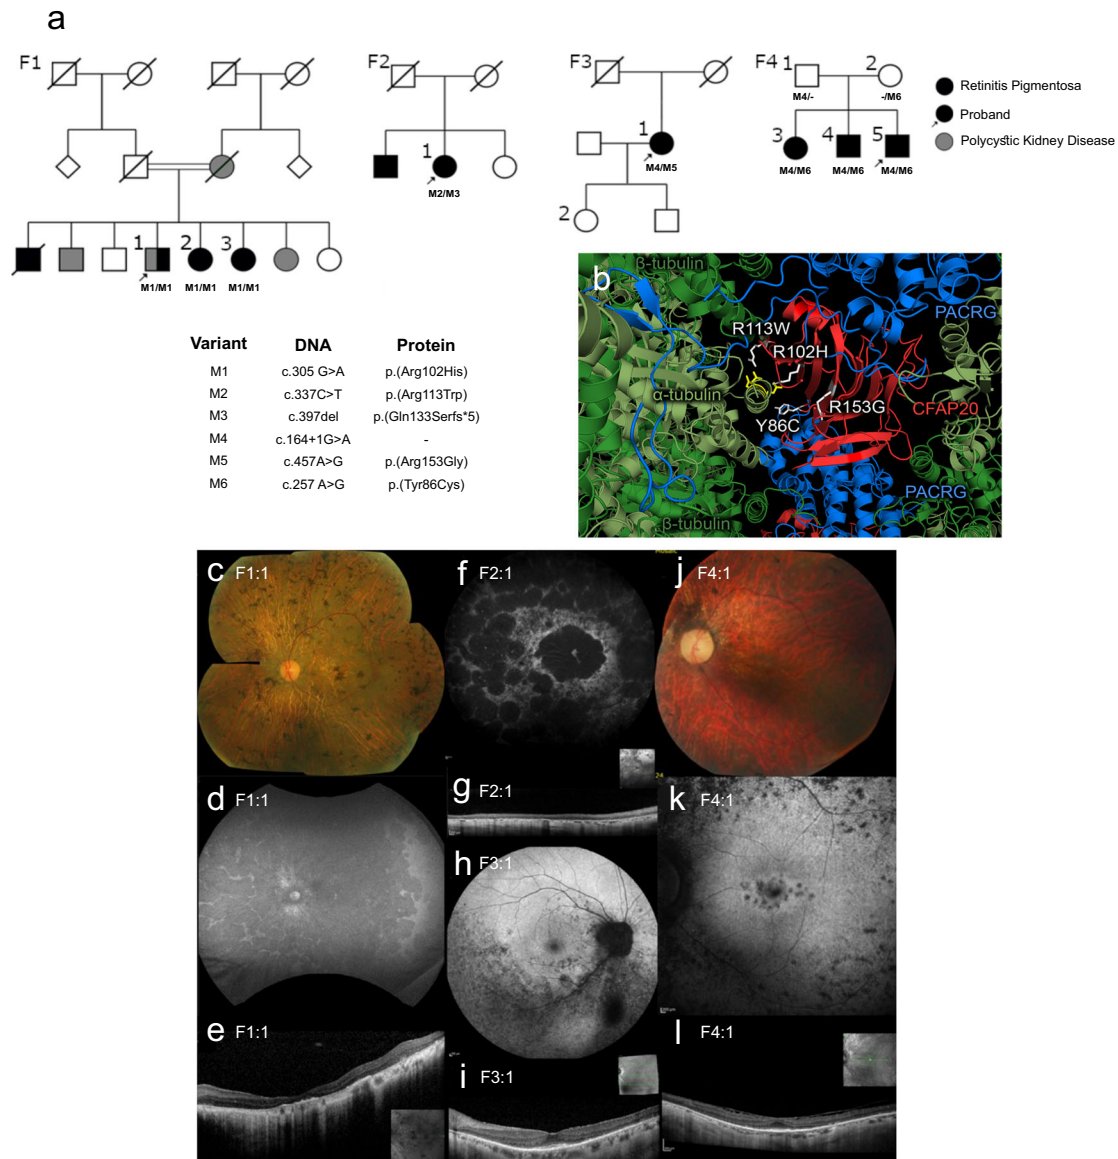 a
F1
F2
F3
F4
1
2
M4/-
-/M6
Retinitis Pigmentosa
Proband
Polycystic Kidney Disease
1
M2/M3
1
M4/M5
2
3
4
5
M4/M6
M4/M6
M4/M6
1
2
3
M1/M1
M1/M1
M1/M1
Variant DNA Protein
M1 c.305 G>A p.(Arg102His)
M2 c.337C>T p.(Arg113Trp)
M3 c.397del p.(Gln133Serfs*5)
M4 c.164+1G>A -
M5 c.457A>G p.(Arg153Gly)
M6 c.257 A>G p.(Tyr86Cys)
b
β-tubulin
PACRG
R113W
R102H
α-tubulin
R153G
CFAP20
Y86C
PACRG
β-tubulin
c F1:1
f F2:1
j F4:1
d F1:1
g F2:1
24
k F4:1
h F3:1
e F1:1
i F3:1
l F4:1